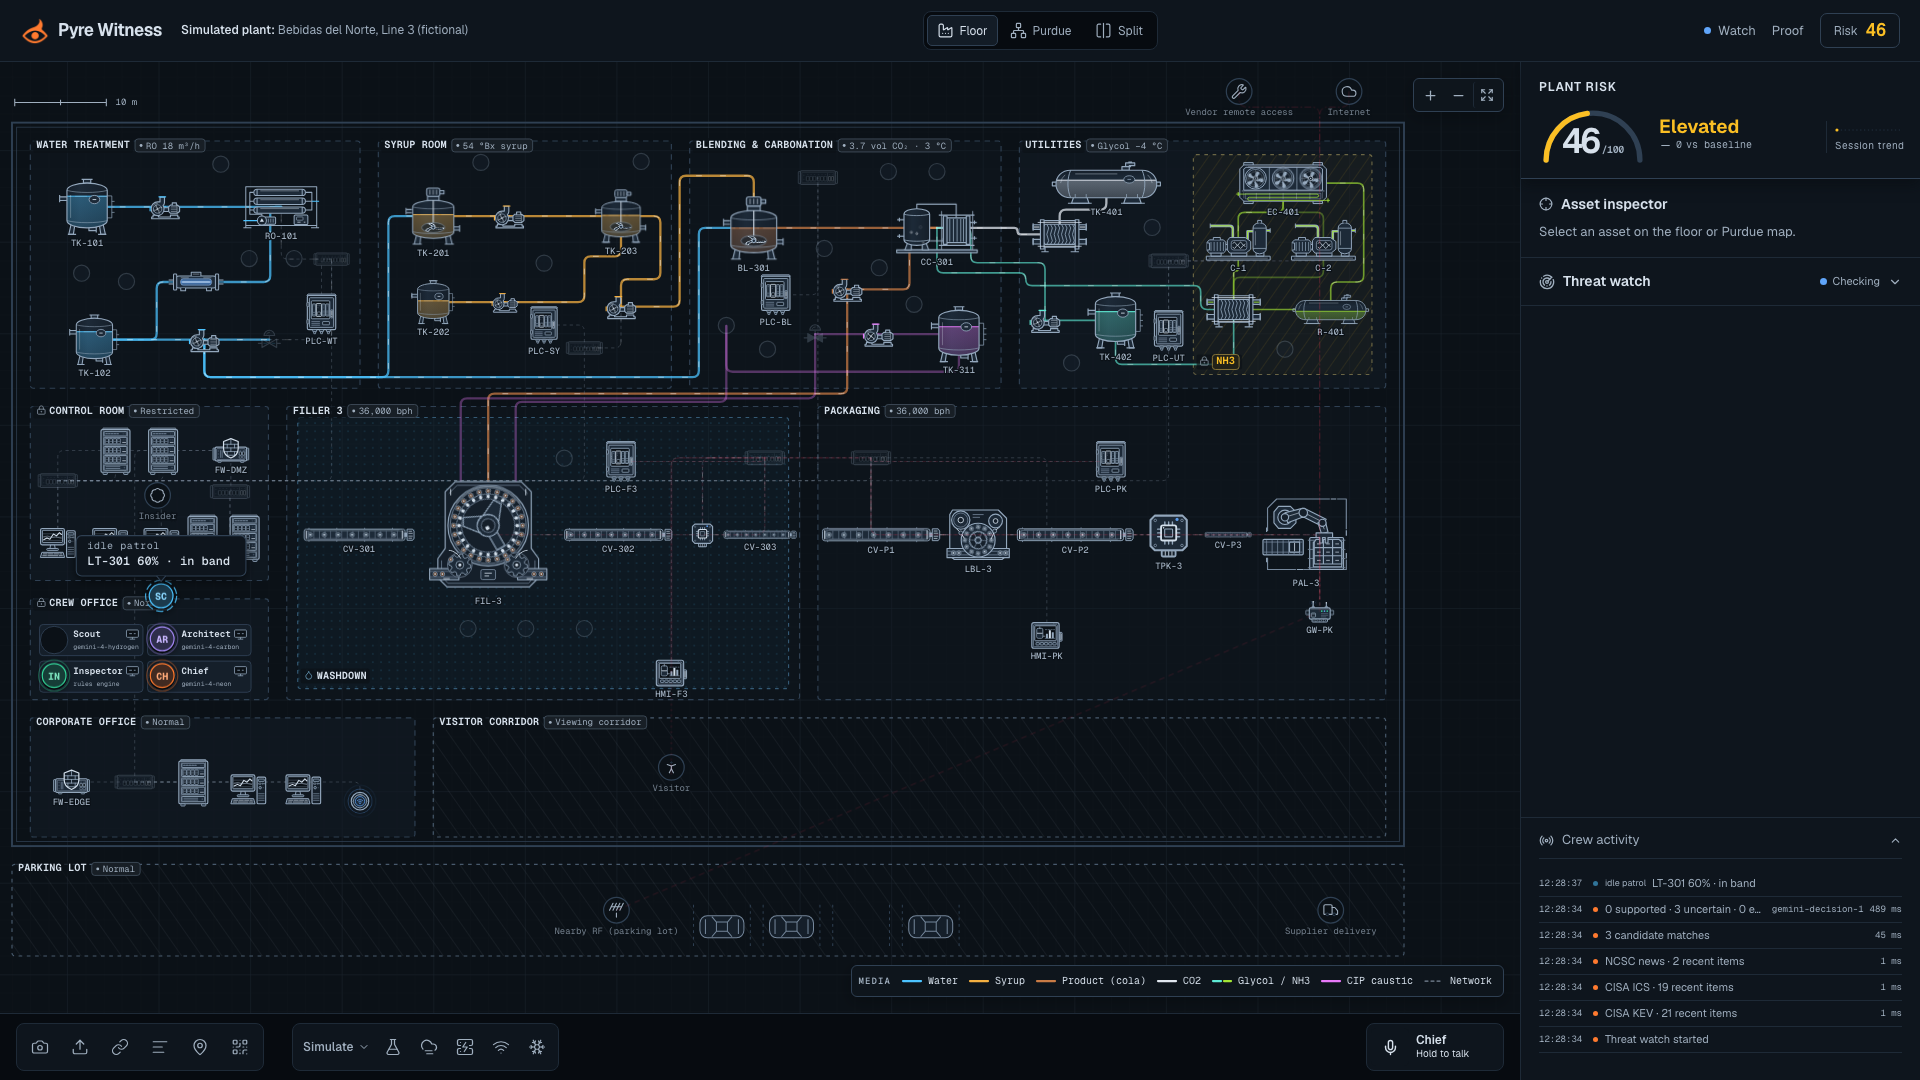 Pyre Witness
Simulated plant: Bebidas del Norte, Line 3 (fictional)
Floor
Purdue
Split
Watch
Proof
Risk 46
10 m
Vendor remote access
Internet
WATER TREATMENT
RO 18 m³/h
SYRUP ROOM
54 °Bx syrup
BLENDING & CARBONATION
3.7 vol CO₂ · 3 °C
UTILITIES
Glycol −4 °C
TK-101
RO-101
TK-102
PLC-WT
TK-201
TK-203
TK-202
PLC-SY
BL-301
PLC-BL
CC-301
TK-311
TK-401
TK-402
PLC-UT
EC-401
C-1
C-2
R-401
NH3
CONTROL ROOM
Restricted
FW-DMZ
Insider
idle patrol
LT-301 60% · in band
SC
FILLER 3
36,000 bph
PLC-F3
CV-301
FIL-3
CV-302
CV-303
WASHDOWN
HMI-F3
PACKAGING
36,000 bph
PLC-PK
CV-P1
LBL-3
CV-P2
TPK-3
CV-P3
PAL-3
GW-PK
HMI-PK
CREW OFFICE
Scout
gemini-4-hydrogen
AR
Architect
gemini-4-carbon
IN
Inspector
rules engine
CH
Chief
gemini-4-neon
CORPORATE OFFICE
Normal
FW-EDGE
VISITOR CORRIDOR
Viewing corridor
Visitor
PARKING LOT
Normal
Nearby RF (parking lot)
Supplier delivery
MEDIA
Water
Syrup
Product (cola)
CO2
Glycol / NH3
CIP caustic
Network
Simulate
Chief
Hold to talk
PLANT RISK
46/100
Elevated
— 0 vs baseline
Session trend
Asset inspector
Select an asset on the floor or Purdue map.
Threat watch
Checking
Crew activity
12:28:37 idle patrol LT-301 60% · in band
12:28:34 0 supported · 3 uncertain · 0 e… gemini-decision-1 489 ms
12:28:34 3 candidate matches 45 ms
12:28:34 NCSC news · 2 recent items 1 ms
12:28:34 CISA ICS · 19 recent items 1 ms
12:28:34 CISA KEV · 21 recent items 1 ms
12:28:34 Threat watch started